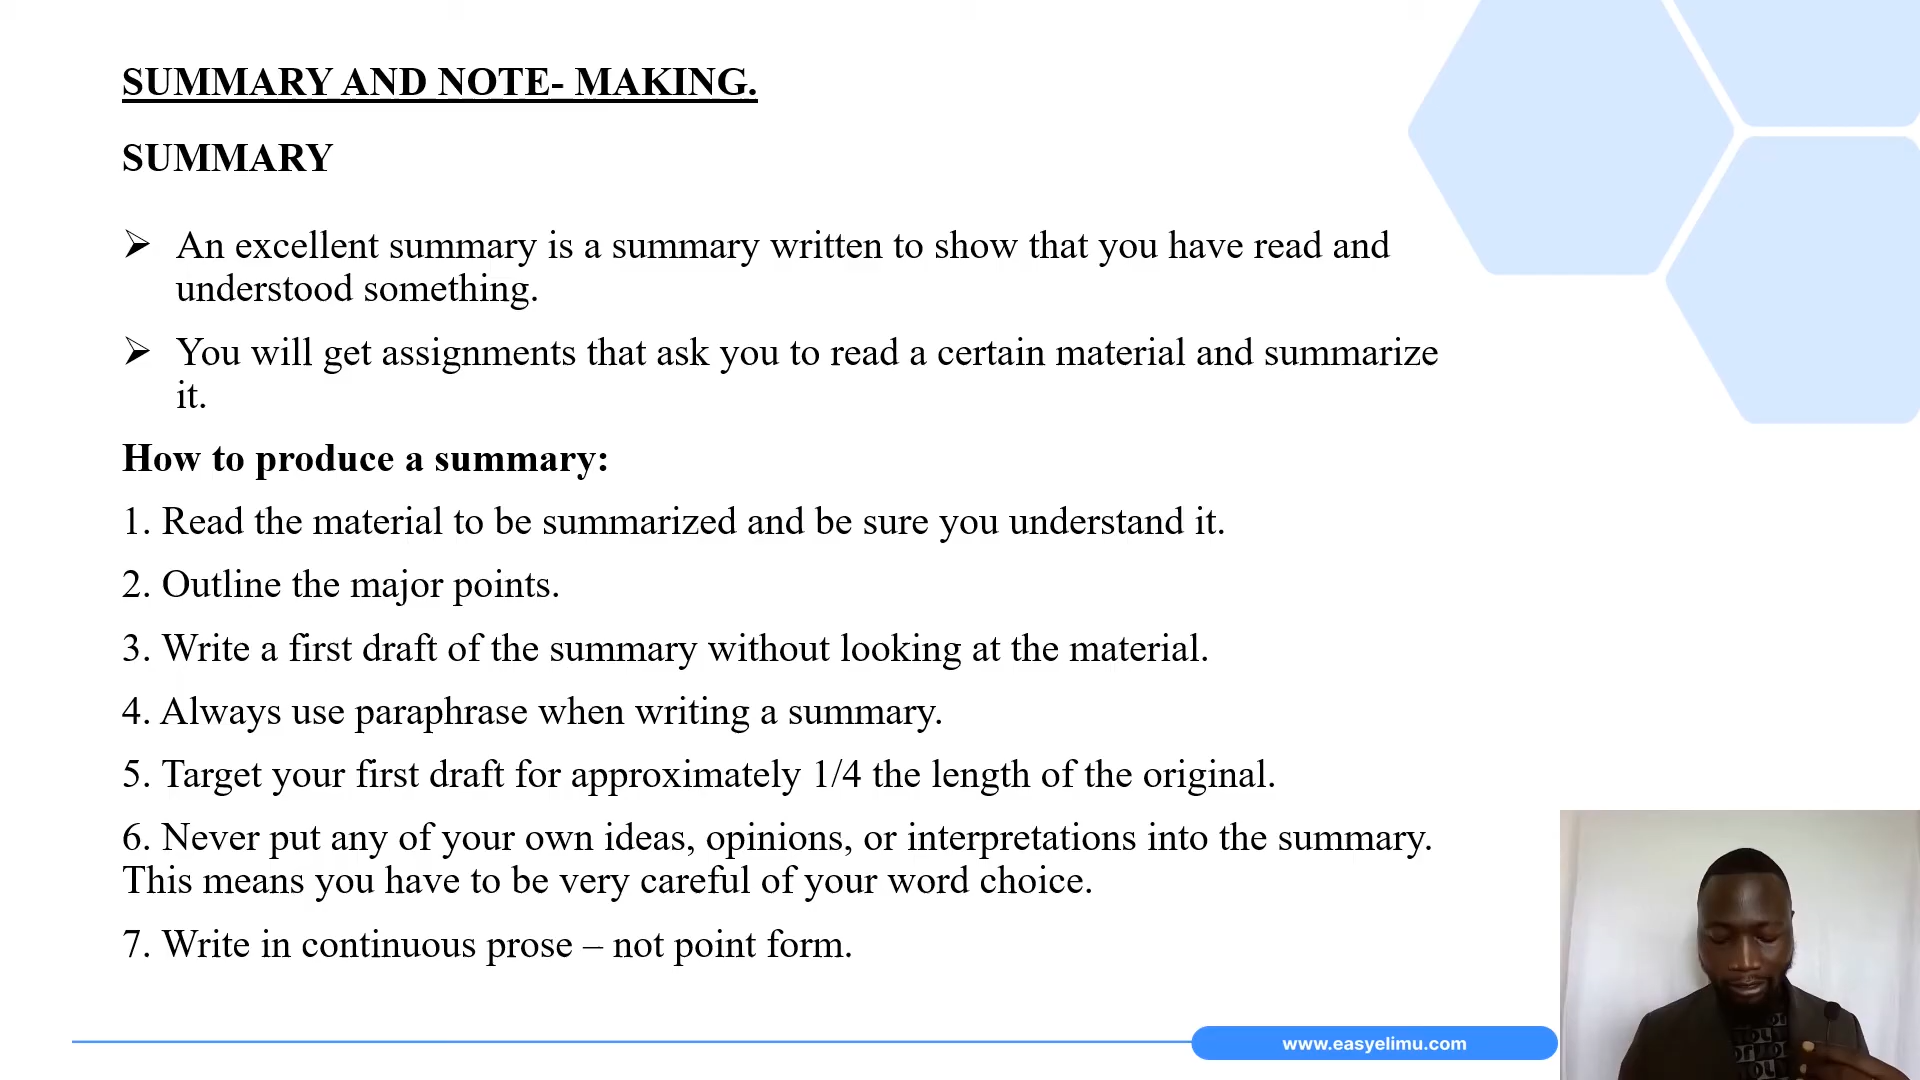 SUMMARY AND NOTE- MAKING.
SUMMARY
➢ An excellent summary is a summary written to show that you have read and
understood something.
➢ You will get assignments that ask you to read a certain material and summarize
it.
How to produce a summary:
1. Read the material to be summarized and be sure you understand it.
2. Outline the major points.
3. Write a first draft of the summary without looking at the material.
4. Always use paraphrase when writing a summary.
5. Target your first draft for approximately 1/4 the length of the original.
6. Never put any of your own ideas, opinions, or interpretations into the summary.
This means you have to be very careful of your word choice.
7. Write in continuous prose – not point form.
www.easyelimu.com